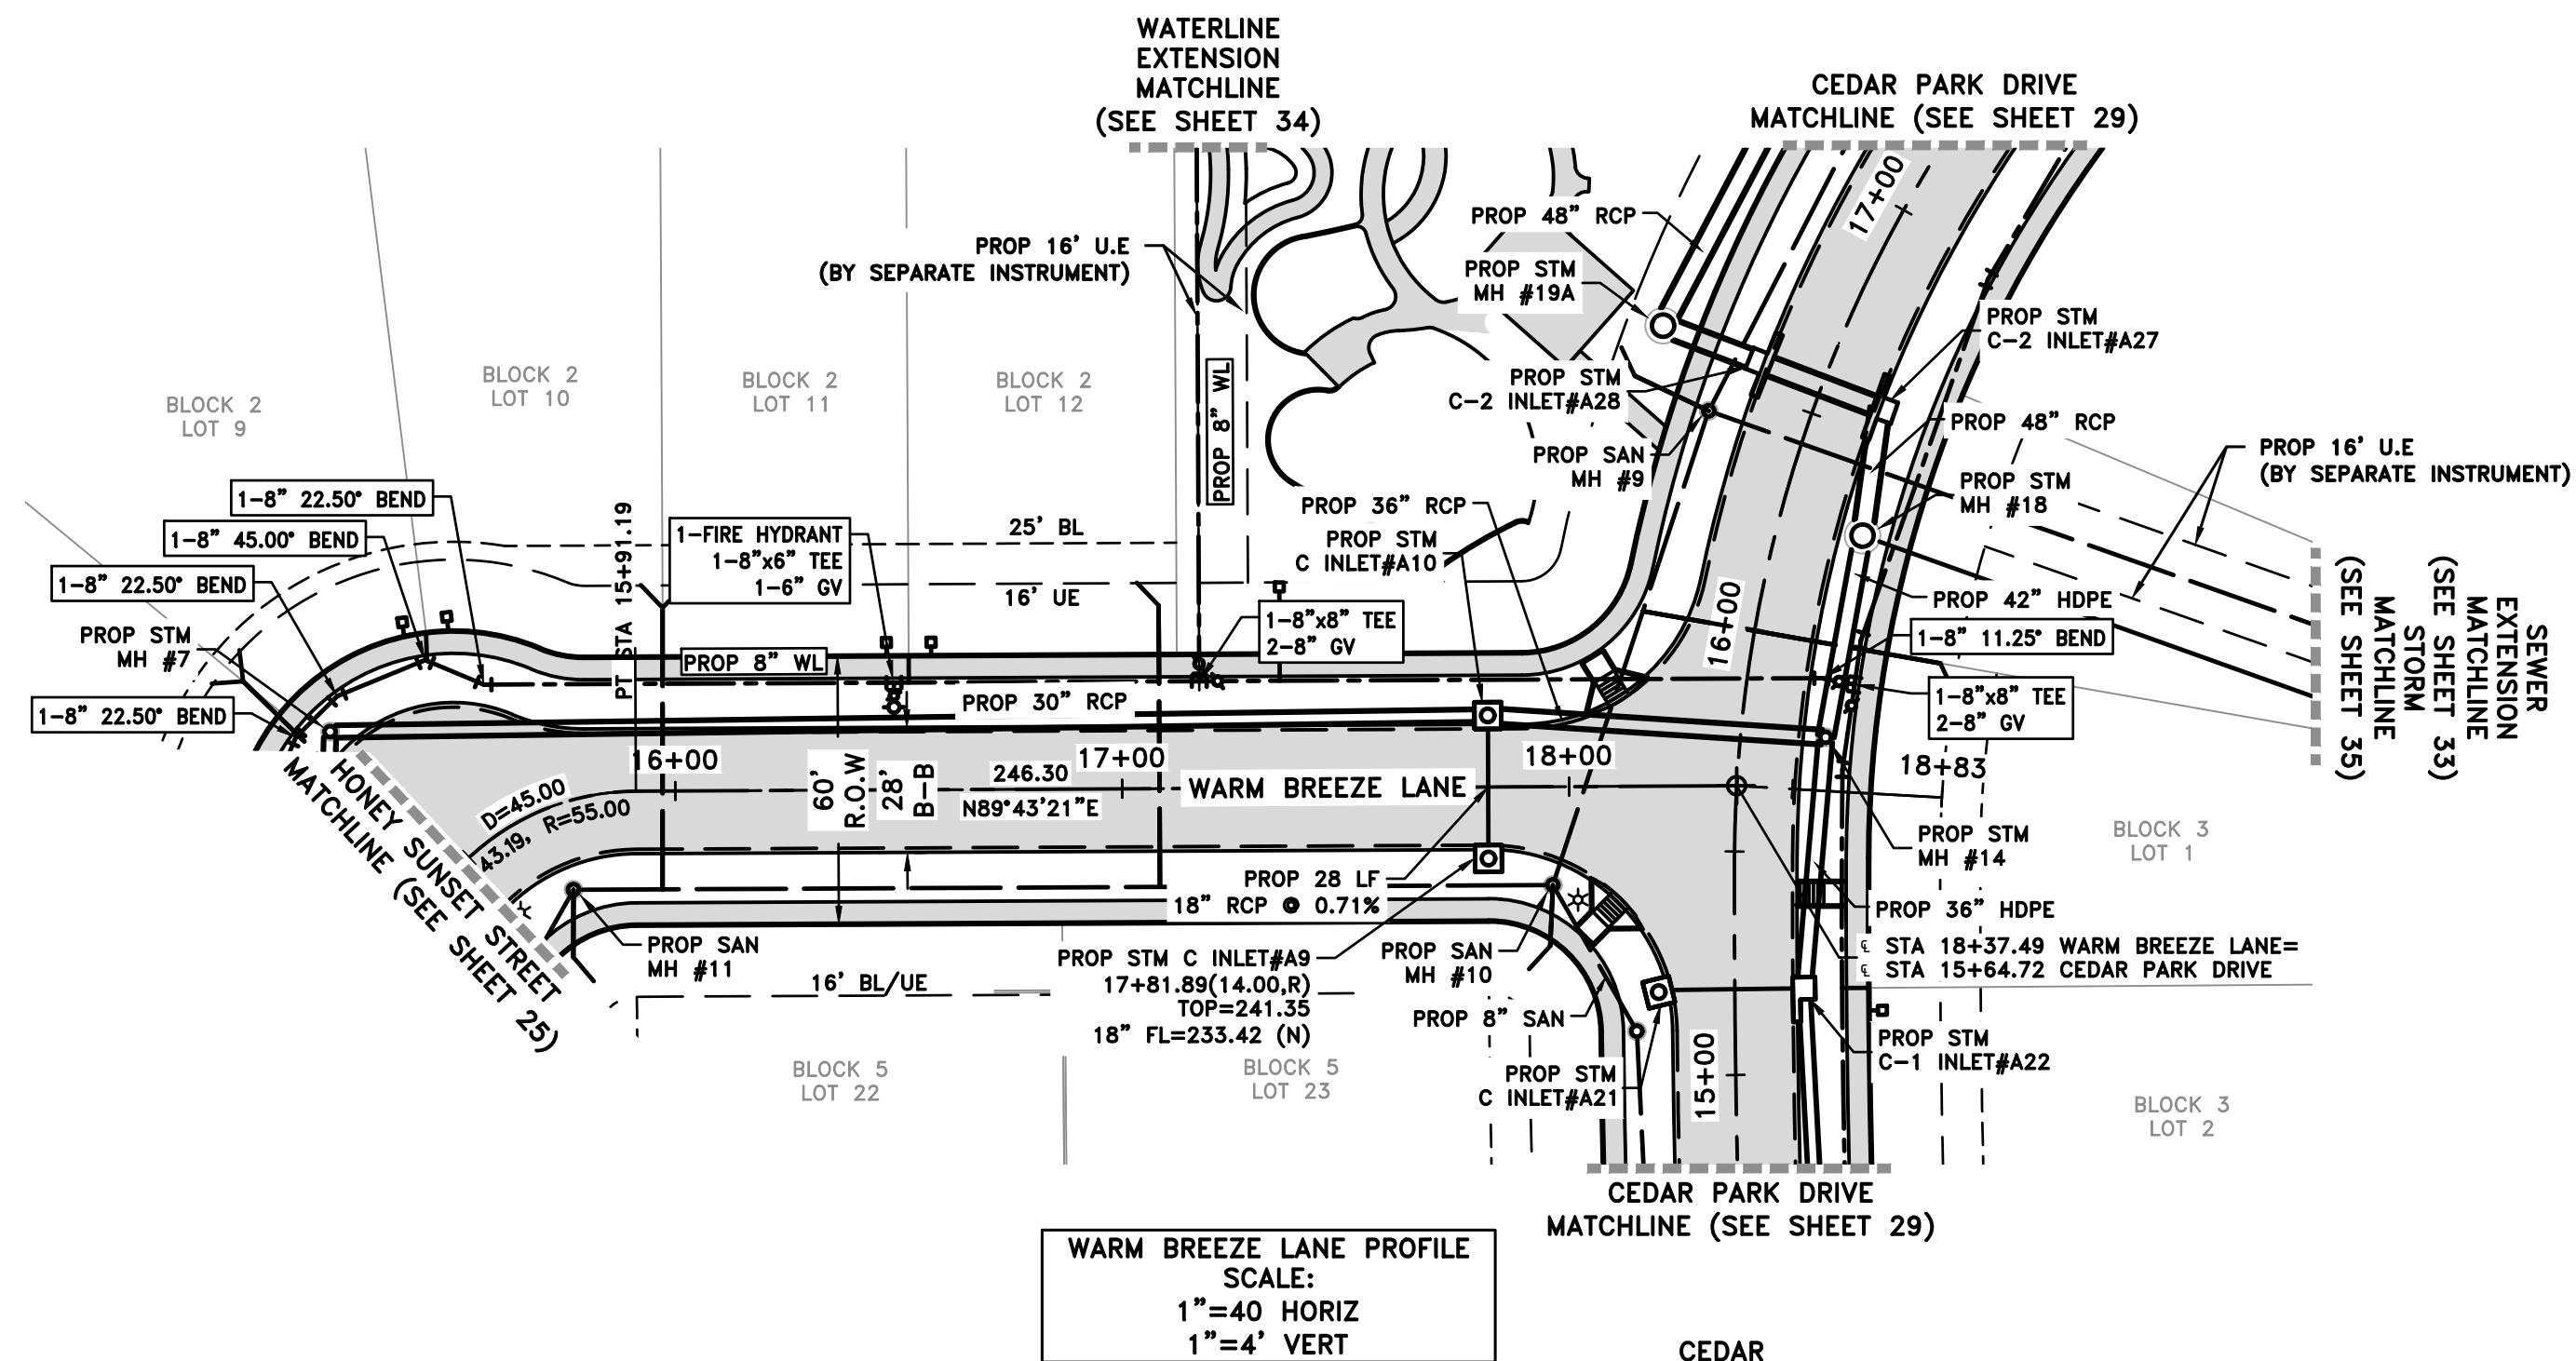 WATERLINE
EXTENSION
MATCHLINE
(SEE SHEET 34)
CEDAR PARK DRIVE
MATCHLINE (SEE SHEET 29)
17+00
PROP 48" RCP
PROP 16' U.E
(BY SEPARATE INSTRUMENT)
PROP STM
MH #19A
PROP STM
C-2 INLET#A27
BLOCK 2
LOT 9
BLOCK 2
LOT 10
BLOCK 2
LOT 11
BLOCK 2
LOT 12
PROP 8" WL
PROP STM
C-2 INLET#A28
PROP 48" RCP
PROP SAN
MH #9
PROP 16' U.E
(BY SEPARATE INSTRUMENT)
PROP STM
MH #18
1-8" 22.50° BEND
1-8" 45.00° BEND
1-8" 22.50° BEND
PROP STM
MH #7
1-8" 22.50° BEND
PT STA 15+91.19
1-FIRE HYDRANT
1-8"x6" TEE
1-6" GV
25' BL
16' UE
PROP 36" RCP
PROP STM
C INLET#A10
1-8"x8" TEE
2-8" GV
16+00
PROP 42" HDPE
1-8" 11.25° BEND
1-8"x8" TEE
2-8" GV
SEWER
EXTENSION
MATCHLINE
(SEE SHEET 33)
STORM
MATCHLINE
(SEE SHEET 35)
PROP 8" WL
PROP 30" RCP
16+00
17+00
18+00
18+83
60'
R.O.W
28'
B-B
246.30
N89°43'21"E
WARM BREEZE LANE
D=45.00
43.19, R=55.00
HONEY SUNSET STREET
MATCHLINE (SEE SHEET 25)
PROP STM
MH #14
BLOCK 3
LOT 1
PROP 28 LF
18" RCP @ 0.71%
PROP 36" HDPE
℄ STA 18+37.49 WARM BREEZE LANE=
℄ STA 15+64.72 CEDAR PARK DRIVE
PROP SAN
MH #11
16' BL/UE
PROP STM C INLET#A9
17+81.89(14.00,R)
TOP=241.35
18" FL=233.42 (N)
PROP SAN
MH #10
PROP 8" SAN
PROP STM
C INLET#A21
15+00
PROP STM
C-1 INLET#A22
BLOCK 5
LOT 22
BLOCK 5
LOT 23
BLOCK 3
LOT 2
CEDAR PARK DRIVE
MATCHLINE (SEE SHEET 29)
WARM BREEZE LANE PROFILE
SCALE:
1"=40 HORIZ
1"=4' VERT
CEDAR